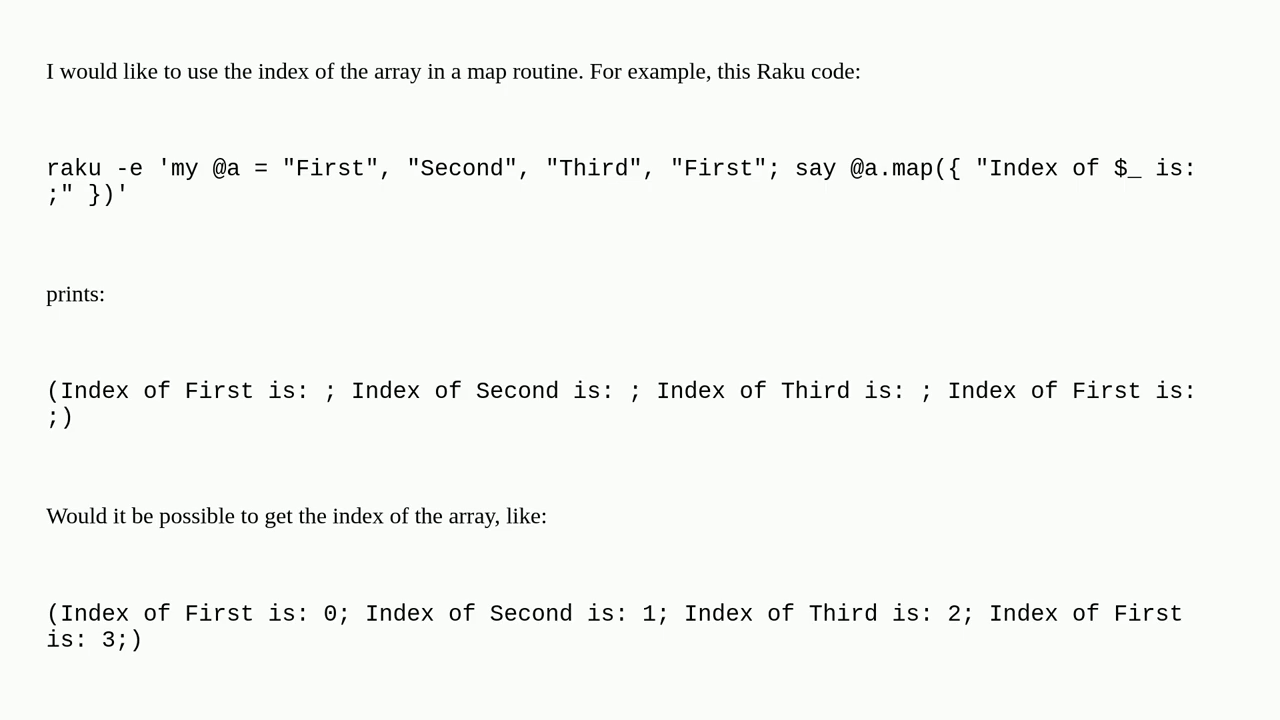 I would like to use the index of the array in a map routine. For example, this Raku code:
raku -e 'my @a = "First", "Second", "Third", "First"; say @a.map({ "Index of $_ is:
;" })'
prints:
(Index of First is: ; Index of Second is: ; Index of Third is: ; Index of First is:
;)
Would it be possible to get the index of the array, like:
(Index of First is: 0; Index of Second is: 1; Index of Third is: 2; Index of First
is: 3;)